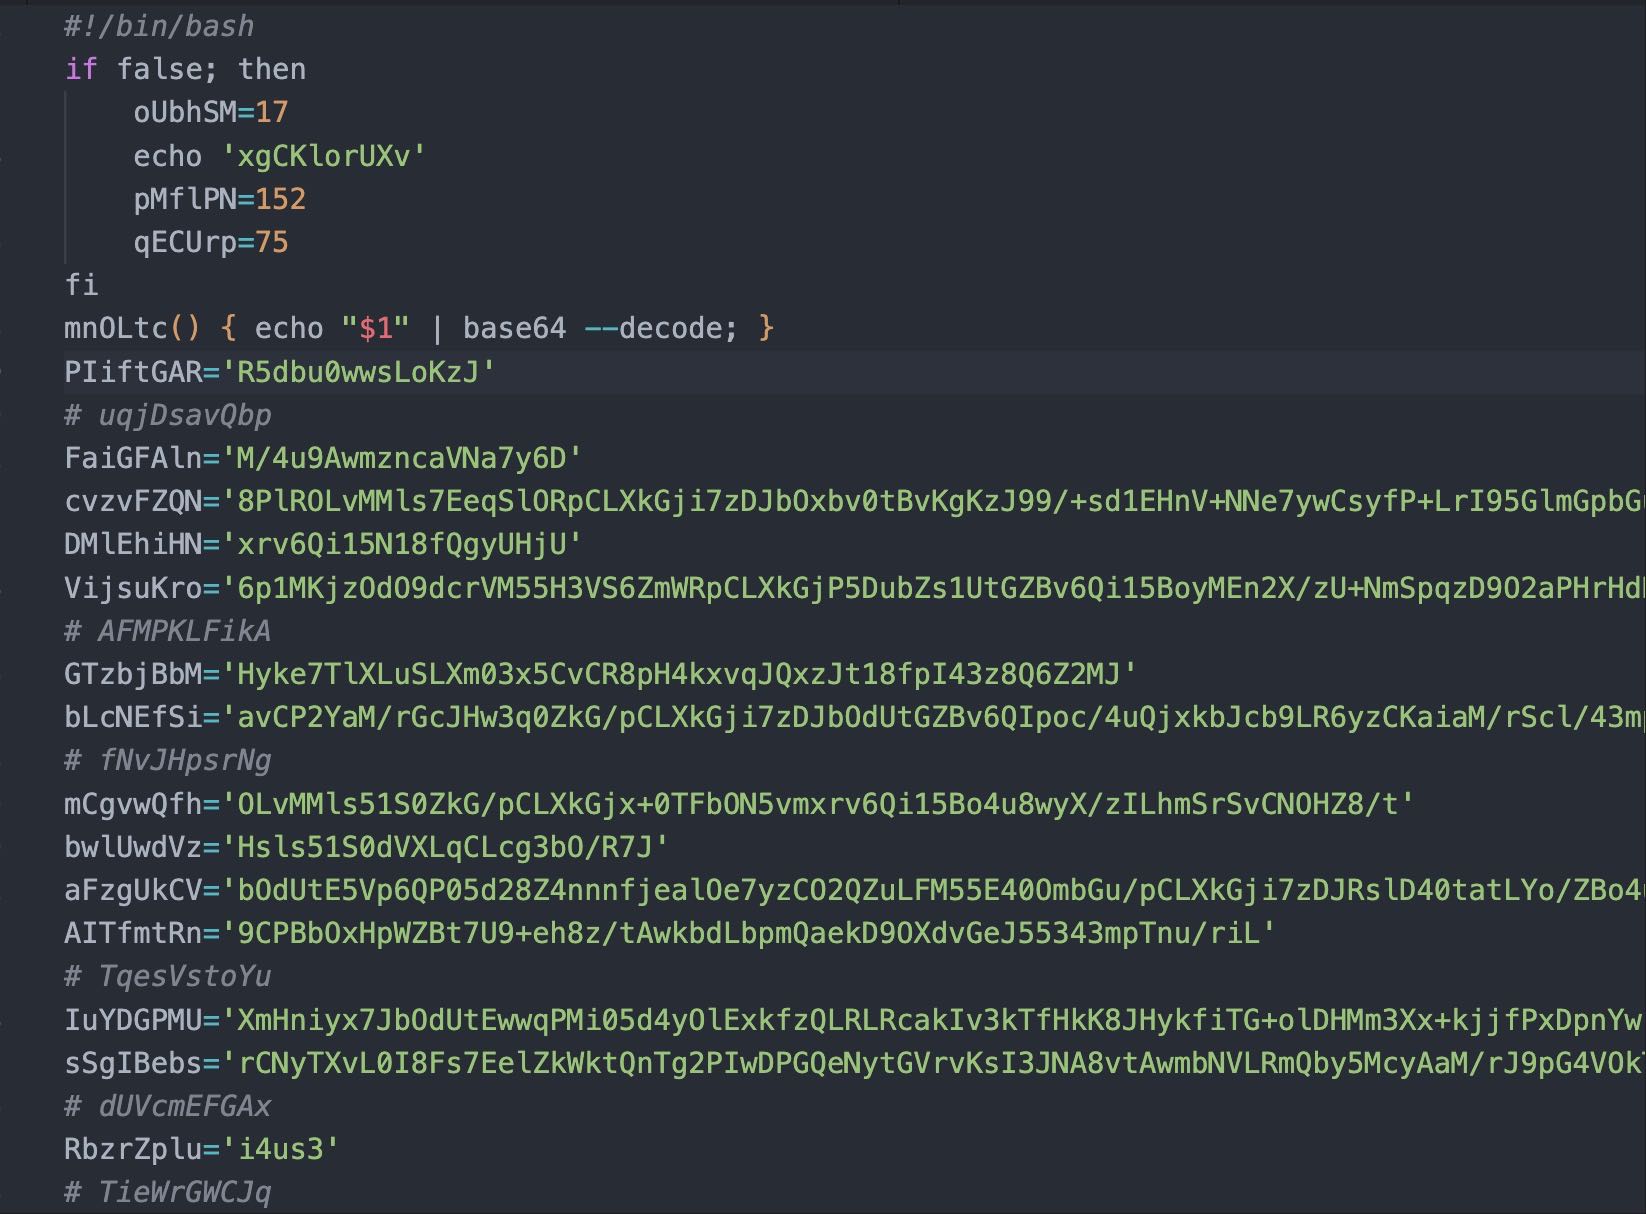 #!/bin/bash
if false; then
    oUbhSM=17
    echo 'xgCKlorUXv'
    pMflPN=152
    qECUrp=75
fi
mnOLtc() { echo "$1" | base64 --decode; }
PIiftGAR='R5dbu0wwsLoKzJ'
# uqjDsavQbp
FaiGFAln='M/4u9AwmzncaVNa7y6D'
cvzvFZQN='8PlROLvMMls7EeqSlORpCLXkGji7zDJbOxbv0tBvKgKzJ99/+sd1EHnV+NNe7ywCsyfP+LrI95GlmGpbG
DMlEhiHN='xrv6Qi15N18fQgyUHjU'
VijsuKro='6p1MKjzOdO9dcrVM55H3VS6ZmWRpCLXkGjP5DubZs1UtGZBv6Qi15BoyMEn2X/zU+NmSpqzD9O2aPHrHd
# AFMPKLFikA
GTzbjBbM='Hyke7TlXLuSLXm03x5CvCR8pH4kxvqJQxzJt18fpI43z8Q6Z2MJ'
bLcNEfSi='avCP2YaM/rGcJHw3q0ZkG/pCLXkGji7zDJbOdUtGZBv6QIpoc/4uQjxkbJcb9LR6yzCKaiaM/rScl/43m
# fNvJHpsrNg
mCgvwQfh='OLvMMls51S0ZkG/pCLXkGjx+0TFbON5vmxrv6Qi15Bo4u8wyX/zILhmSrSvCNOHZ8/t'
bwlUwdVz='Hsls51S0dVXLqCLcg3bO/R7J'
aFzgUkCV='bOdUtE5Vp6QP05d28Z4nnnfjealOe7yzCO2QZuLFM55E40OmbGu/pCLXkGji7zDJRslD40tatLYo/ZBo4
AITfmtRn='9CPBbOxHpWZBt7U9+eh8z/tAwkbdLbpmQaekD9OXdvGeJ55343mpTnu/riL'
# TqesVstoYu
IuYDGPMU='XmHniyx7JbOdUtEwwqPMi05d4yOlExkfzQLRLRcakIv3kTfHkK8JHykfiTG+olDHMm3Xx+kjjfPxDpnYw
sSgIBebs='rCNyTXvL0I8Fs7EelZkWktQnTg2PIwDPGQeNytGVrvKsI3JNA8vtAwmbNVLRmQby5McyAaM/rJ9pG4VOk
# dUVcmEFGAx
RbzrZplu='i4us3'
# TieWrGWCJq